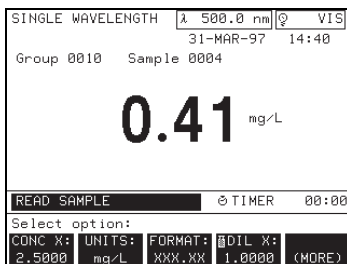 SINGLE WAVELENGTH λ 500.0 nm VIS
31-MAR-97 14:40
Group 0010 Sample 0004
0.41 mg/L
READ SAMPLE TIMER 00:00
Select option:
CONC X: UNITS: FORMAT: DIL X:
2.5000 mg/L XXX.XX 1.0000 (MORE)